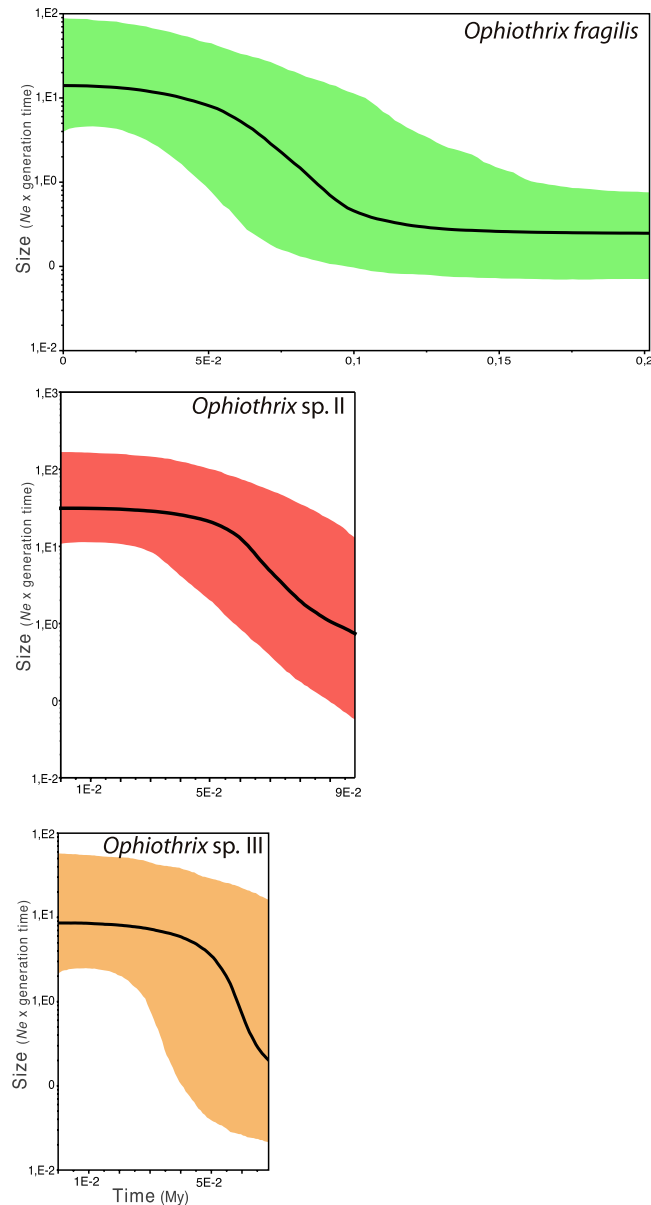 Ophiothrix fragilis
1,E2
1,E1
1,E0
0
1,E-2
Size (Ne x generation time)
0
5E-2
0,1
0,15
0,2
Ophiothrix sp. II
1,E3
1,E2
1,E1
1,E0
0
1,E-2
Size (Ne x generation time)
1E-2
5E-2
9E-2
Ophiothrix sp. III
1,E2
1,E1
1,E0
0
1,E-2
Size (Ne x generation time)
1E-2
5E-2
Time (My)